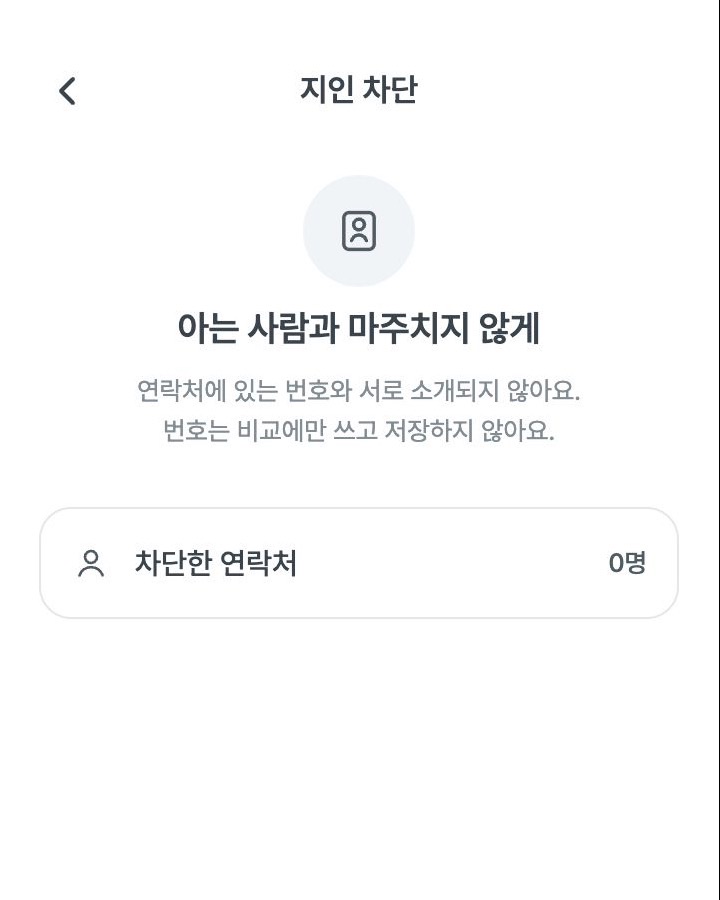 지인 차단
아는 사람과 마주치지 않게
연락처에 있는 번호와 서로 소개되지 않아요.
번호는 비교에만 쓰고 저장하지 않아요.
차단한 연락처 0명